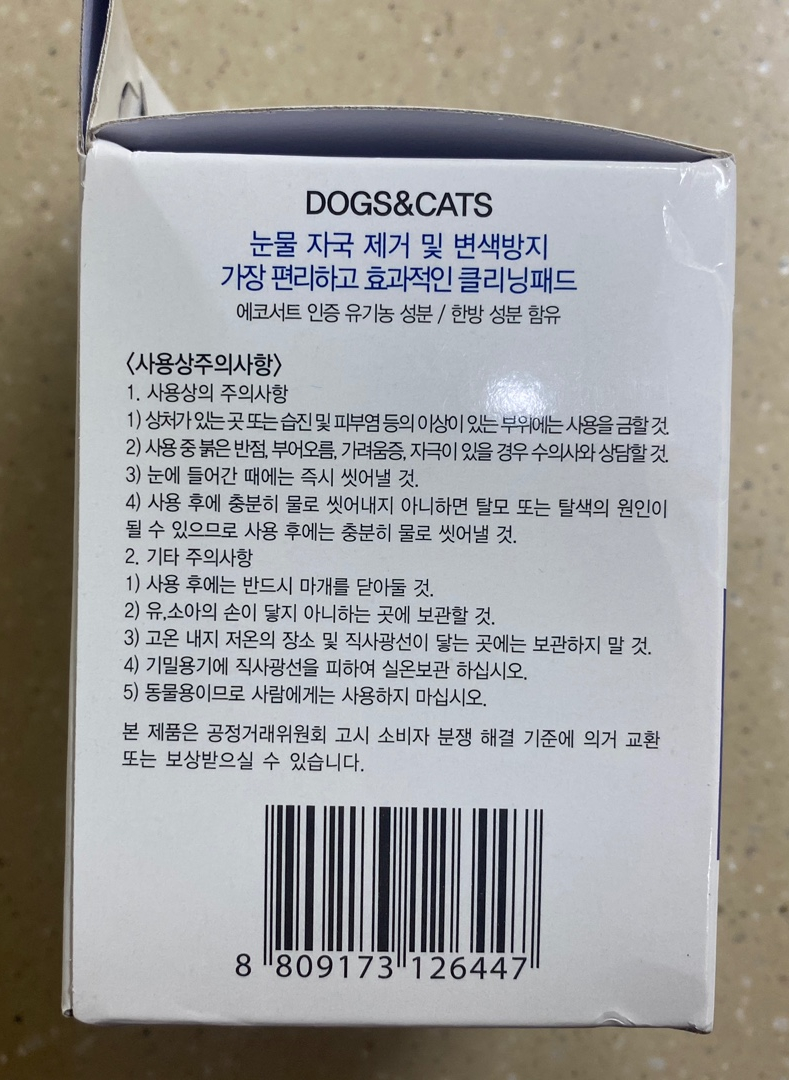 DOGS&CATS
눈물 자국 제거 및 변색방지
가장 편리하고 효과적인 클리닝패드
에코서트 인증 유기농 성분 / 한방 성분 함유
<사용상주의사항>
1. 사용상의 주의사항
1) 상처가 있는 곳 또는 습진 및 피부염 등의 이상이 있는 부위에는 사용을 금할 것.
2) 사용 중 붉은 반점, 부어오름, 가려움증, 자극이 있을 경우 수의사와 상담할 것.
3) 눈에 들어간 때에는 즉시 씻어낼 것.
4) 사용 후에 충분히 물로 씻어내지 아니하면 탈모 또는 탈색의 원인이
될 수 있으므로 사용 후에는 충분히 물로 씻어낼 것.
2. 기타 주의사항
1) 사용 후에는 반드시 마개를 닫아둘 것.
2) 유,소아의 손이 닿지 아니하는 곳에 보관할 것.
3) 고온 내지 저온의 장소 및 직사광선이 닿는 곳에는 보관하지 말 것.
4) 기밀용기에 직사광선을 피하여 실온보관 하십시오.
5) 동물용이므로 사람에게는 사용하지 마십시오.
본 제품은 공정거래위원회 고시 소비자 분쟁 해결 기준에 의거 교환
또는 보상받으실 수 있습니다.
8 809173 126447